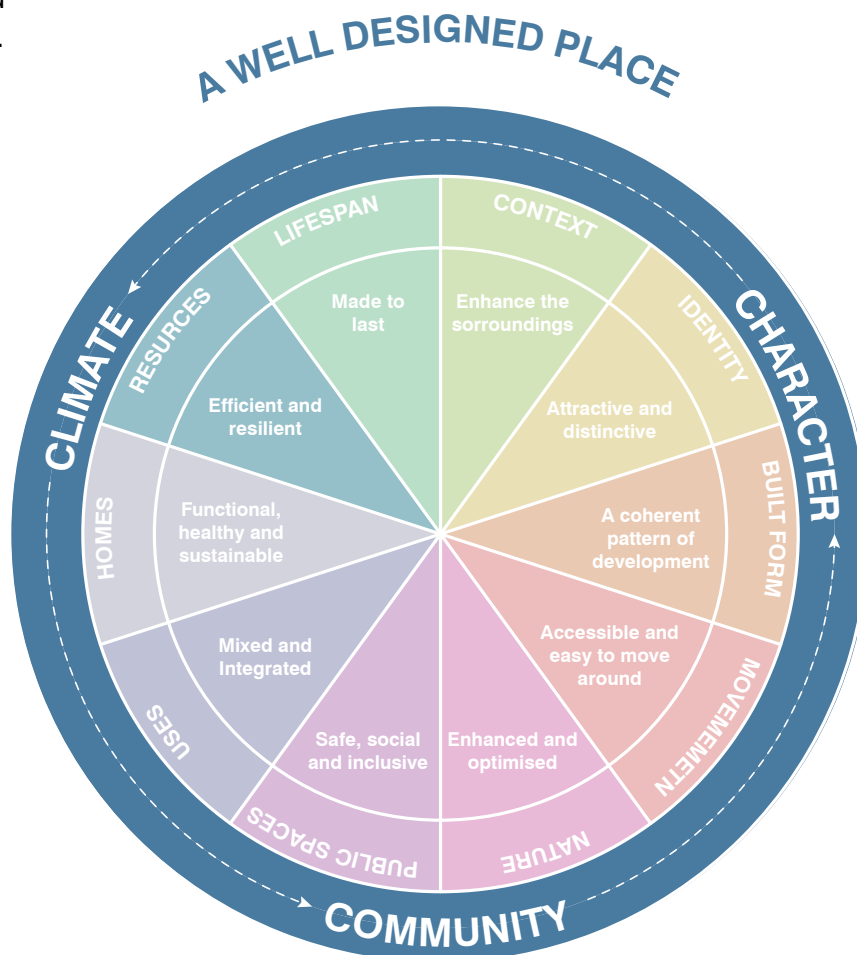 A WELL DESIGNED PLACE
CLIMATE
CHARACTER
COMMUNITY
LIFESPAN
Made to
last
CONTEXT
Enhance the
sorroundings
IDENTITY
Attractive and
distinctive
BUILT FORM
A coherent
pattern of
development
MOVEMEMETN
Accessible and
easy to move
around
NATURE
Enhanced and
optimised
PUBLIC SPACES
Safe, social
and inclusive
USES
Mixed and
Integrated
HOMES
Functional,
healthy and
sustainable
RESURCES
Efficient and
resilient